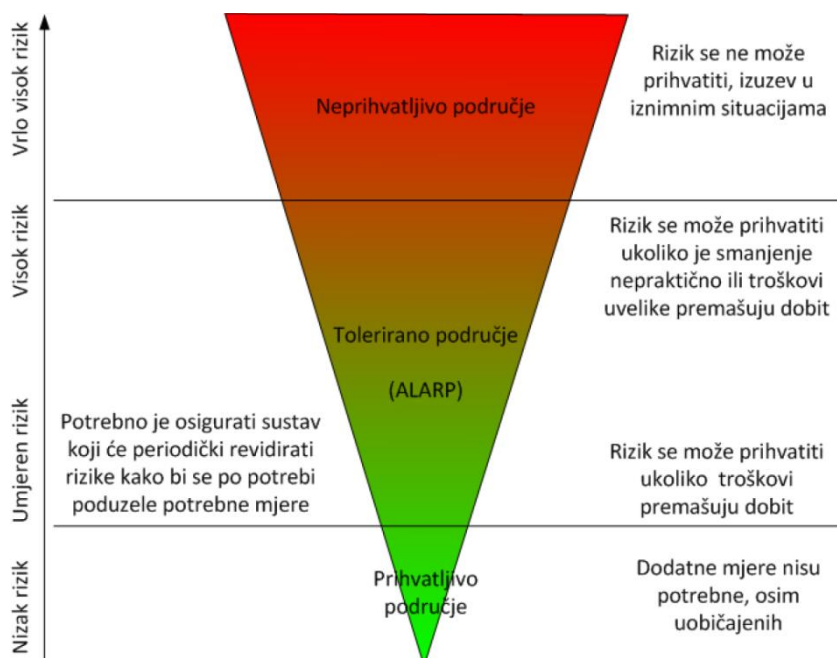 Vrlo visok rizik
Neprihvatljivo područje
Rizik se ne može
prihvatiti, izuzev u
iznimnim situacijama
Visok rizik
Rizik se može prihvatiti
ukoliko je smanjenje
nepraktično ili troškovi
uvelike premašuju dobit
Tolerirano područje
(ALARP)
Umjeren rizik
Potrebno je osigurati sustav
koji će periodički revidirati
rizike kako bi se po potrebi
poduzele potrebne mjere
Rizik se može prihvatiti
ukoliko troškovi
premašuju dobit
Nizak rizik
Prihvatljivo
područje
Dodatne mjere nisu
potrebne, osim
uobičajenih